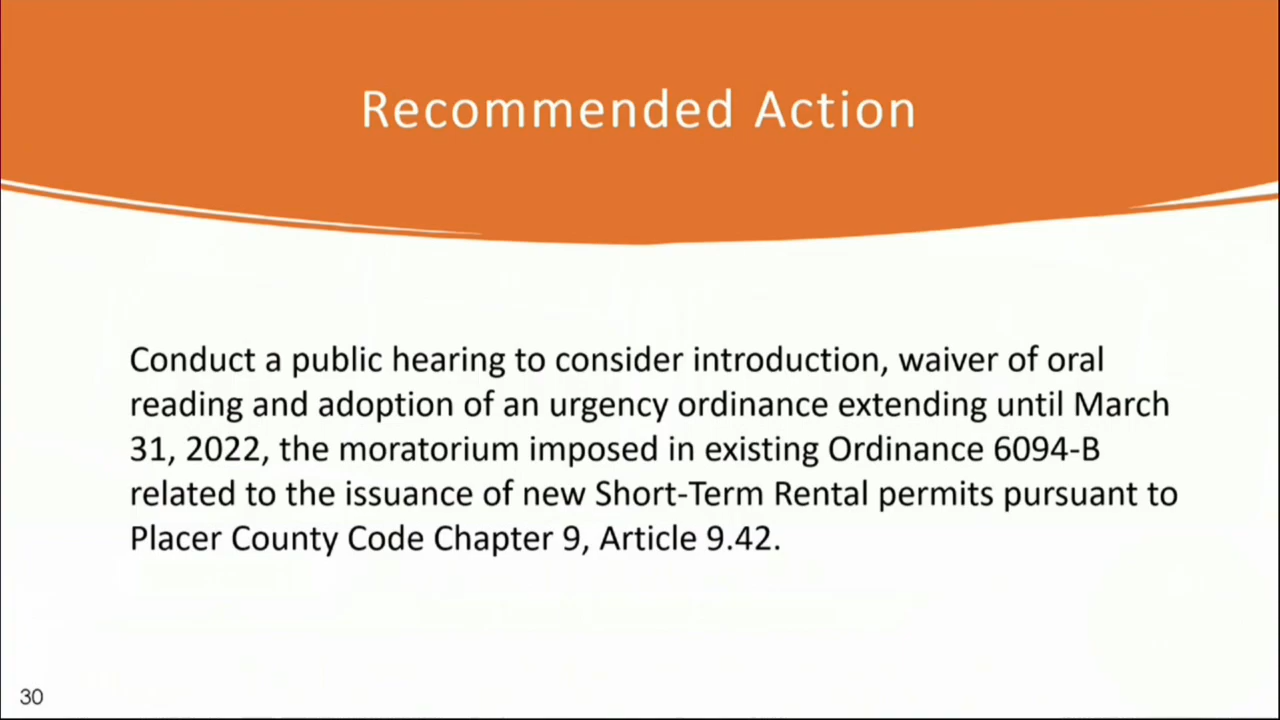 Recommended Action
Conduct a public hearing to consider introduction, waiver of oral
reading and adoption of an urgency ordinance extending until March
31, 2022, the moratorium imposed in existing Ordinance 6094-B
related to the issuance of new Short-Term Rental permits pursuant to
Placer County Code Chapter 9, Article 9.42.
30